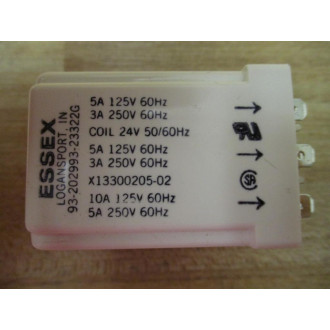 ESSEX
LOGANSPORT, IN
93-202993-23322G
5A 125V 60Hz
3A 250V 60Hz
COIL 24V 50/60Hz
5A 125V 60Hz
3A 250V 60Hz
X13300205-02
10A 125V 60Hz
5A 250V 60Hz